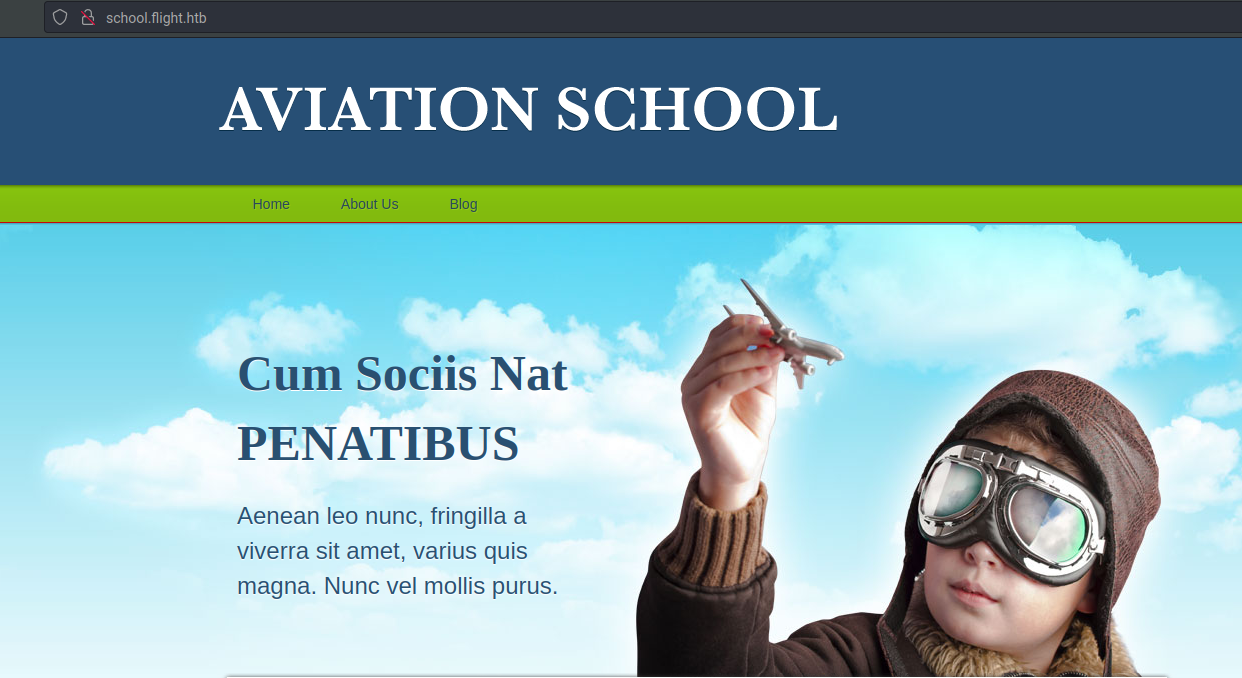 school.flight.htb
AVIATION SCHOOL
Home About Us Blog
Cum Sociis Nat
PENATIBUS
Aenean leo nunc, fringilla a
viverra sit amet, varius quis
magna. Nunc vel mollis purus.